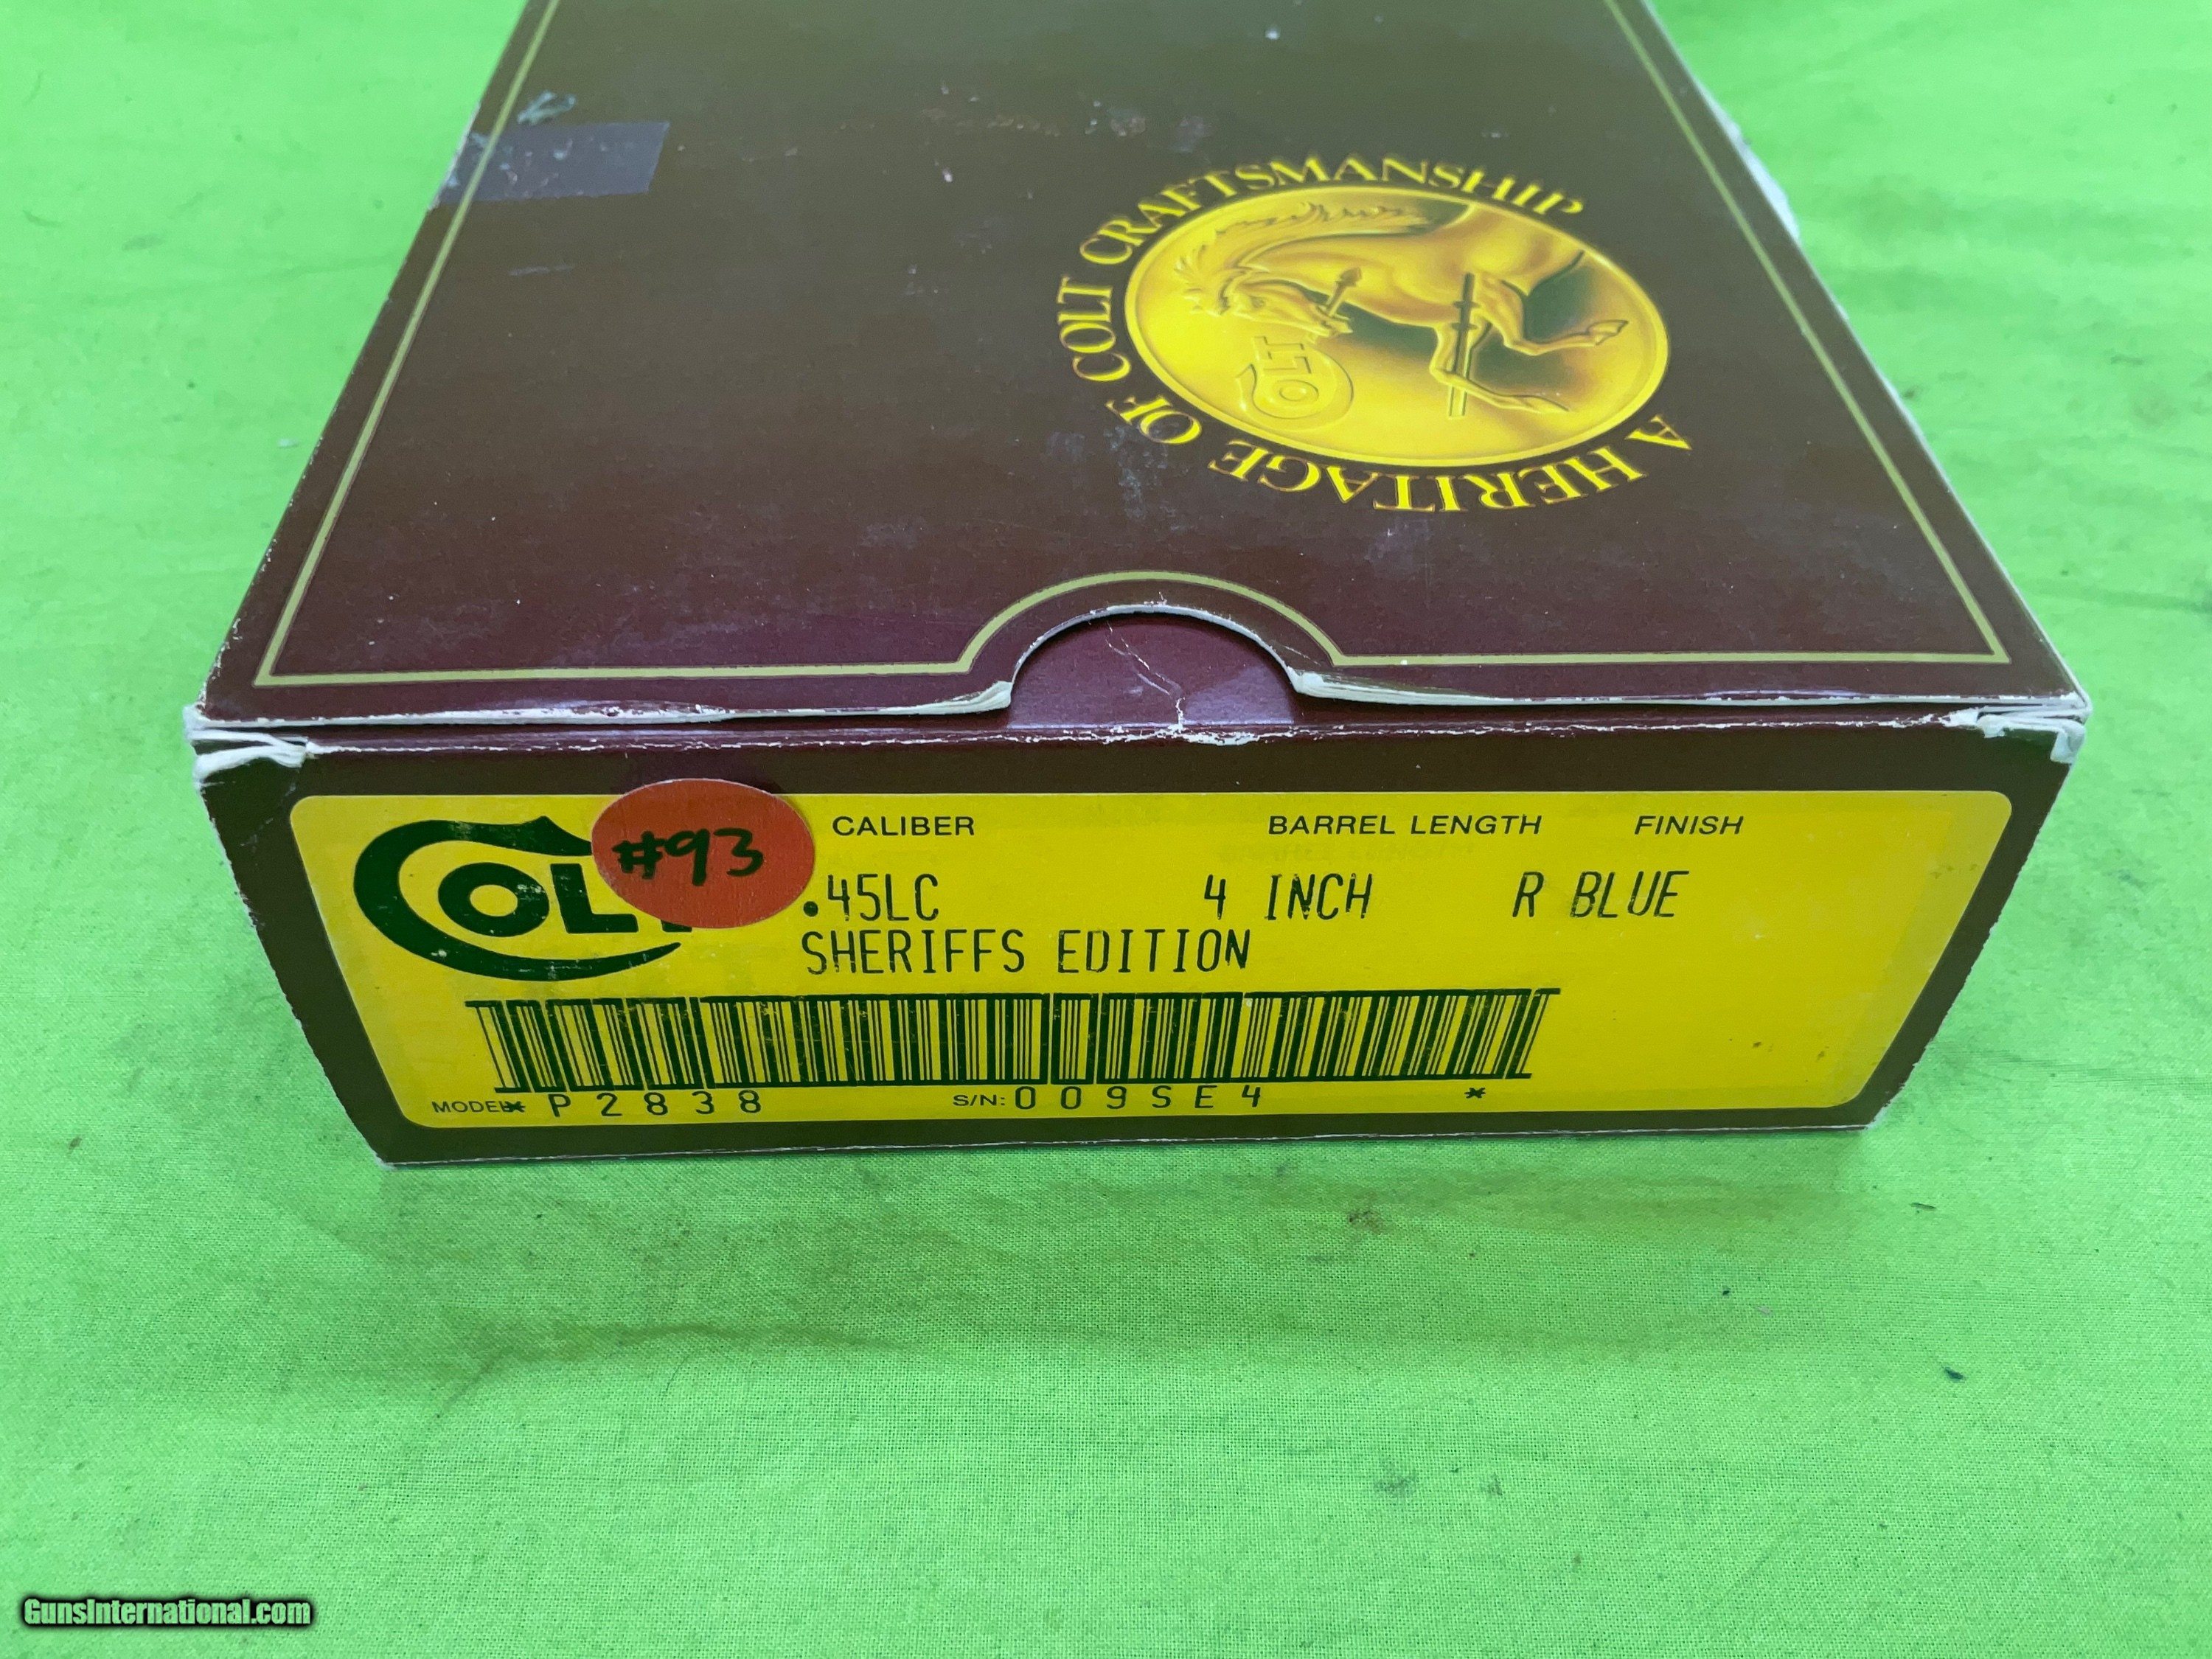 A HERITAGE OF COLT CRAFTSMANSHIP
COLT
COLT
#93
CALIBER BARREL LENGTH FINISH
.45LC 4 INCH R BLUE
SHERIFFS EDITION
MODEL* P2838 S/N:009SE4 *
GunsInternational.com